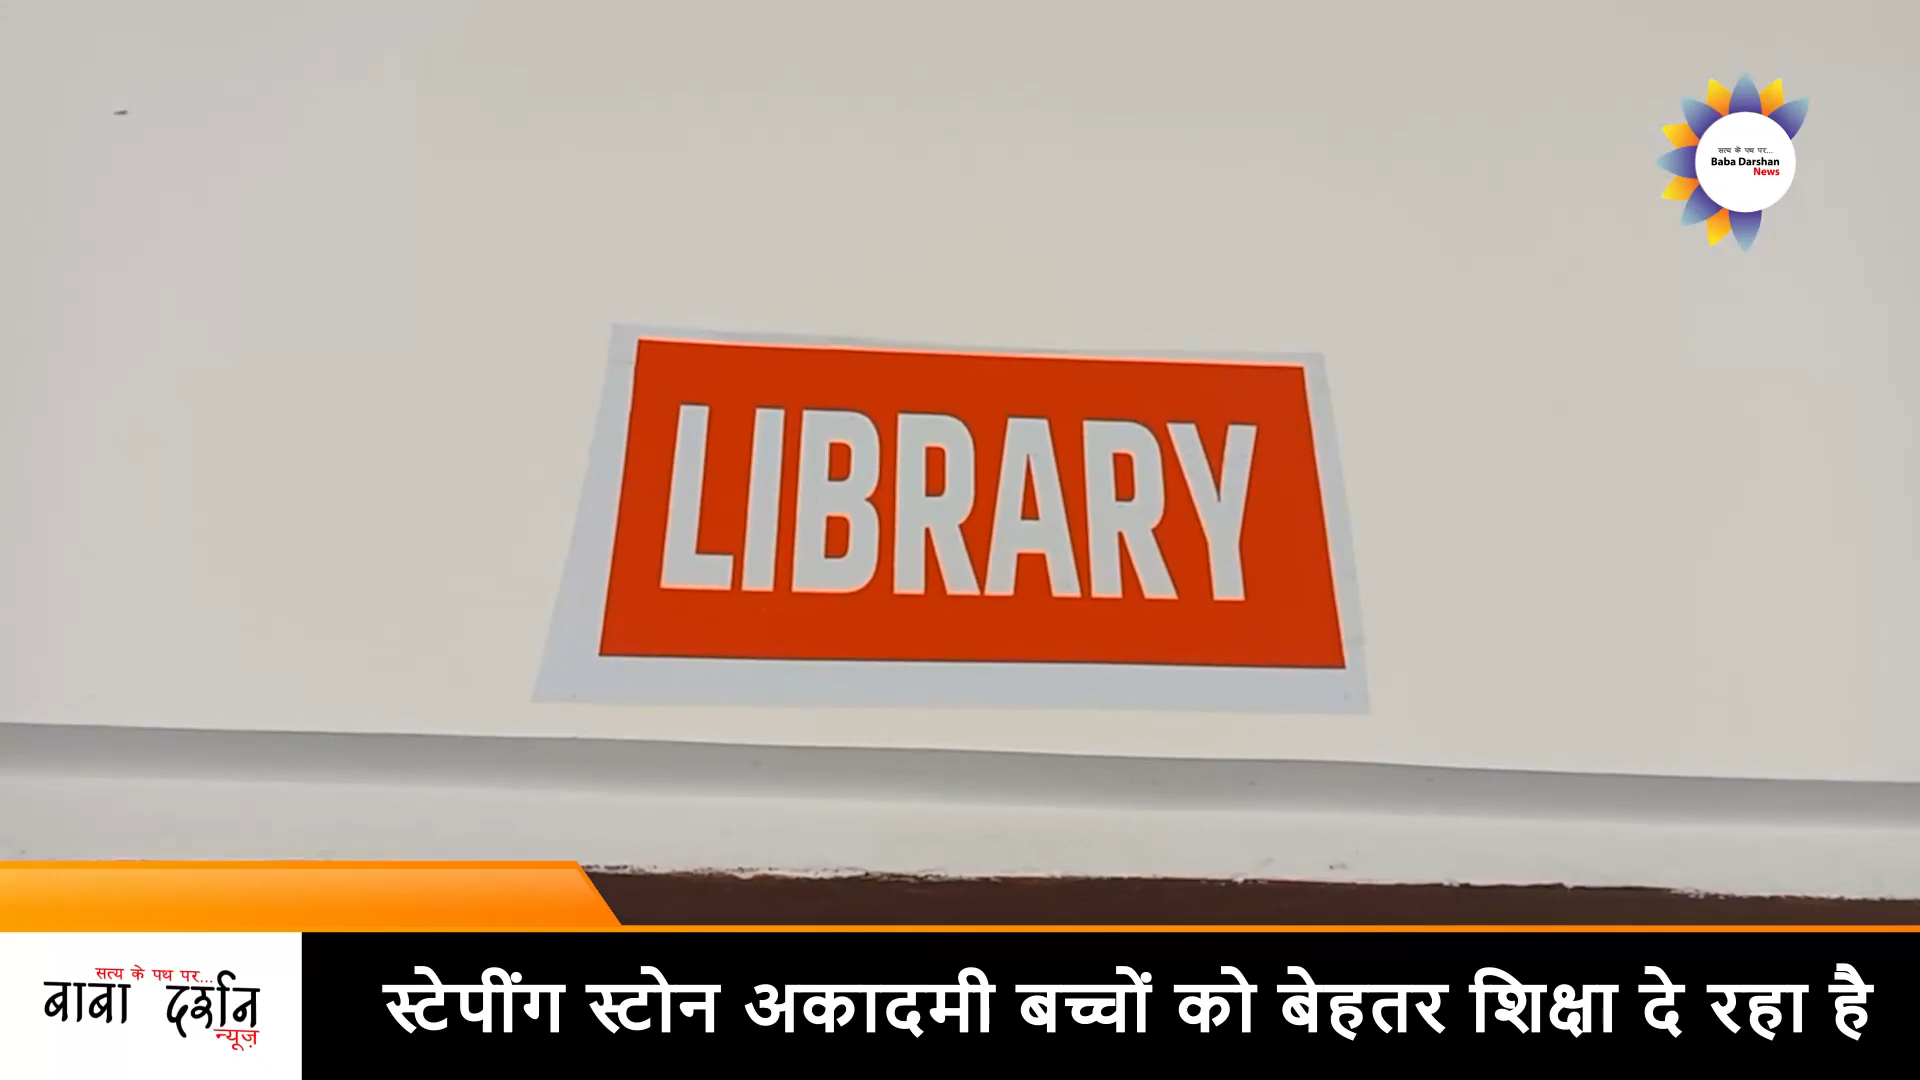 सत्य के पथ पर...
Baba Darshan
News
LIBRARY
सत्य के पथ पर...
बाबा दर्शन
न्यूज़
स्टेपींग स्टोन अकादमी बच्चों को बेहतर शिक्षा दे रहा है